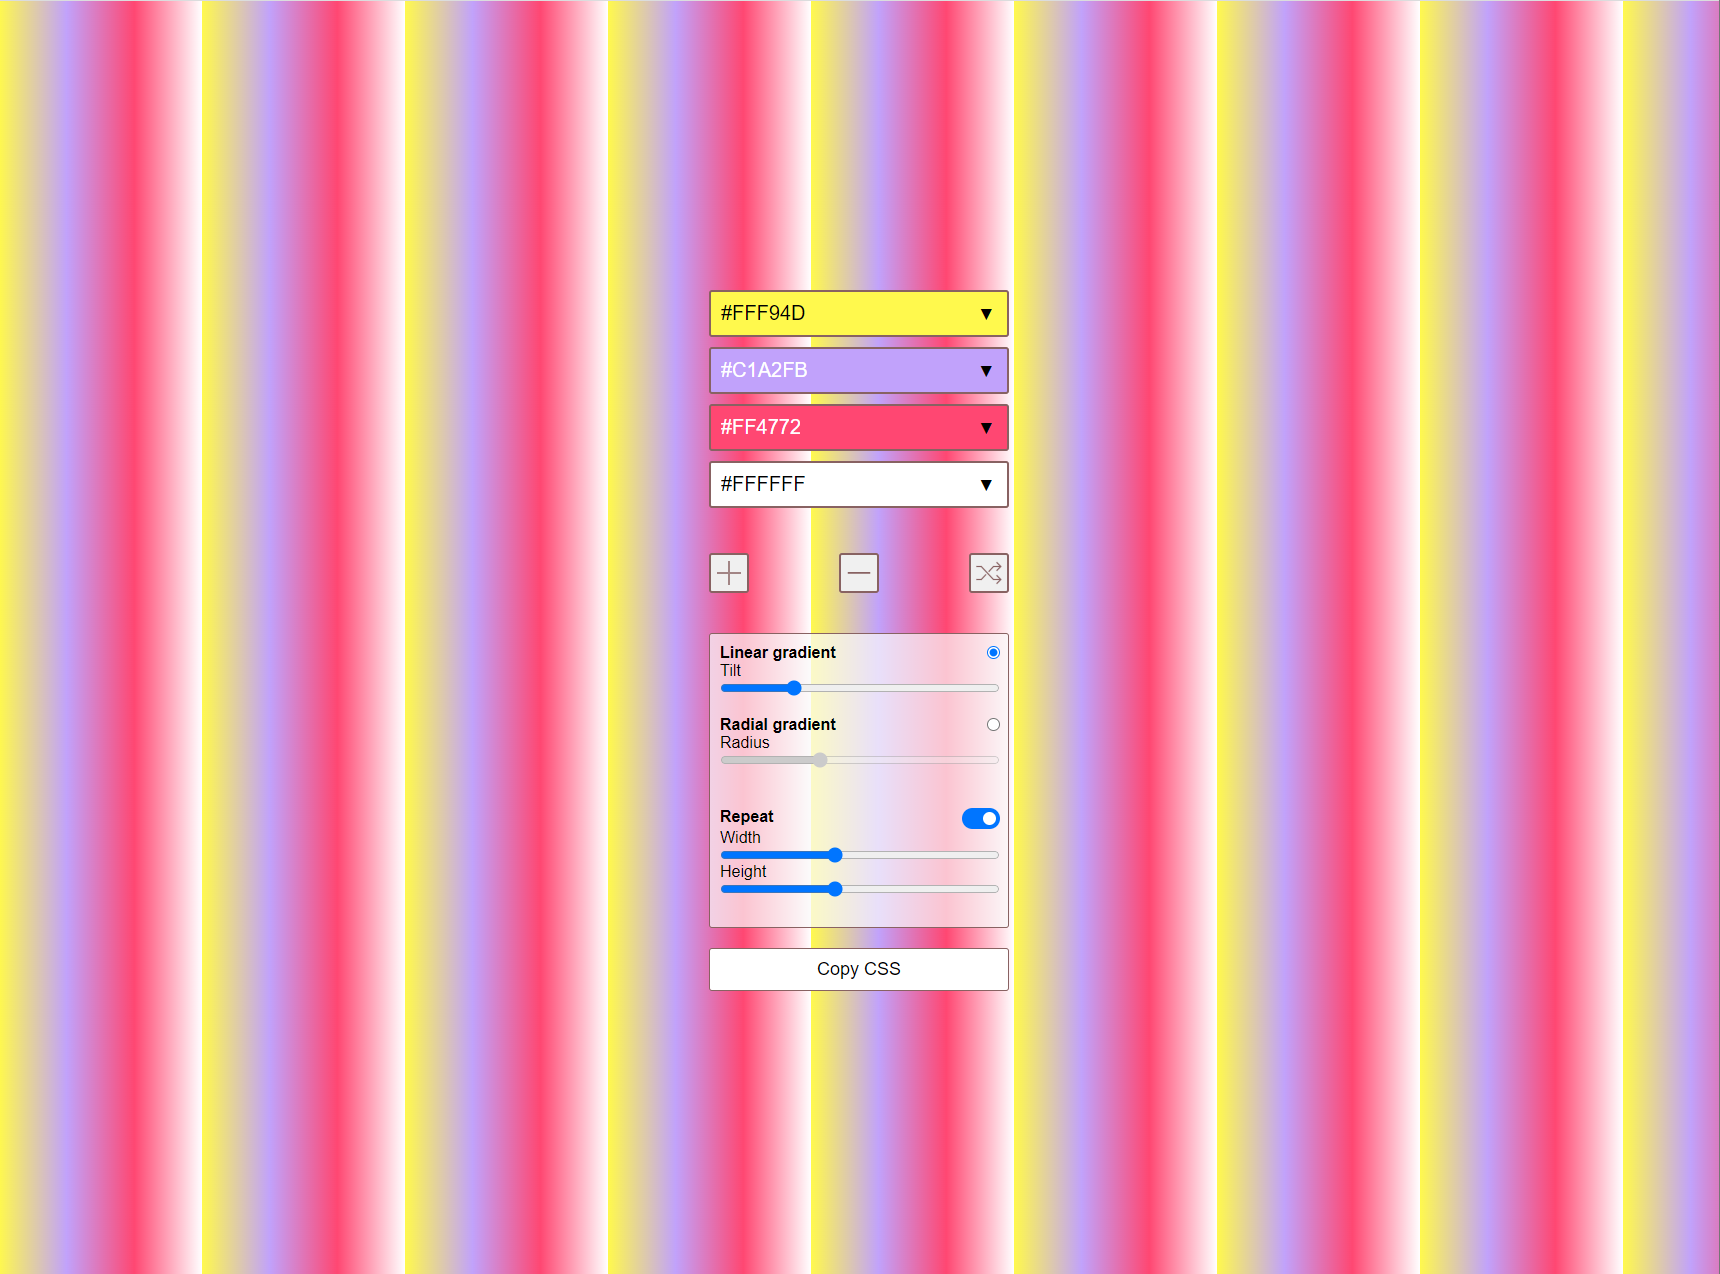 #FFF94D
#C1A2FB
#FF4772
#FFFFFF
Linear gradient
Tilt
Radial gradient
Radius
Repeat
Width
Height
Copy CSS